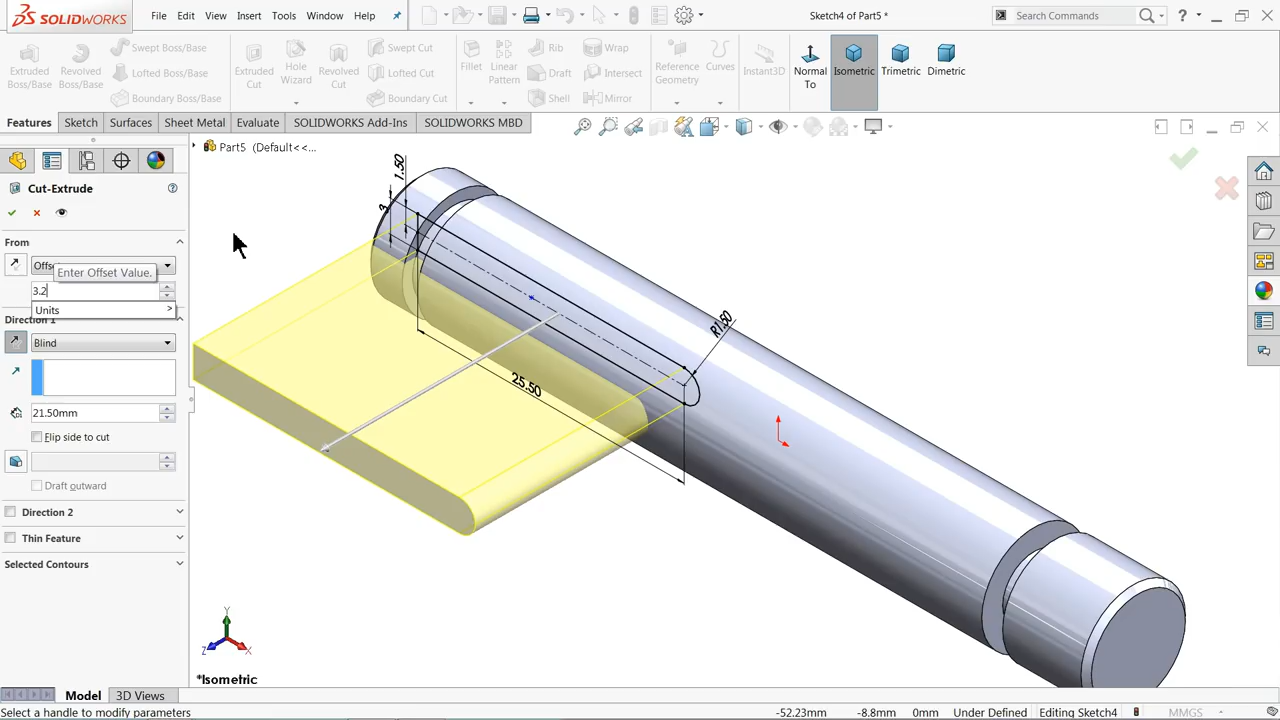 SOLIDWORKS
File Edit View Insert Tools Window Help
Sketch4 of Part5 *
Search Commands
Extruded Boss/Base
Revolved Boss/Base
Swept Boss/Base
Lofted Boss/Base
Boundary Boss/Base
Extruded Cut
Hole Wizard
Revolved Cut
Swept Cut
Lofted Cut
Boundary Cut
Fillet
Linear Pattern
Rib
Draft
Shell
Wrap
Intersect
Mirror
Reference Geometry
Curves
Instant3D
Normal To
Isometric
Trimetric
Dimetric
Features Sketch Surfaces Sheet Metal Evaluate SOLIDWORKS Add-Ins SOLIDWORKS MBD
Part5 (Default<<...
Cut-Extrude
From
Offs
Enter Offset Value.
3.2
Units >
Direction 1
Blind
21.50mm
Flip side to cut
Draft outward
Direction 2
Thin Feature
Selected Contours
1.50
3
R1.50
25.50
Y
Z
X
*Isometric
Model 3D Views
Select a handle to modify parameters
-52.23mm -8.8mm 0mm Under Defined Editing Sketch4 MMGS